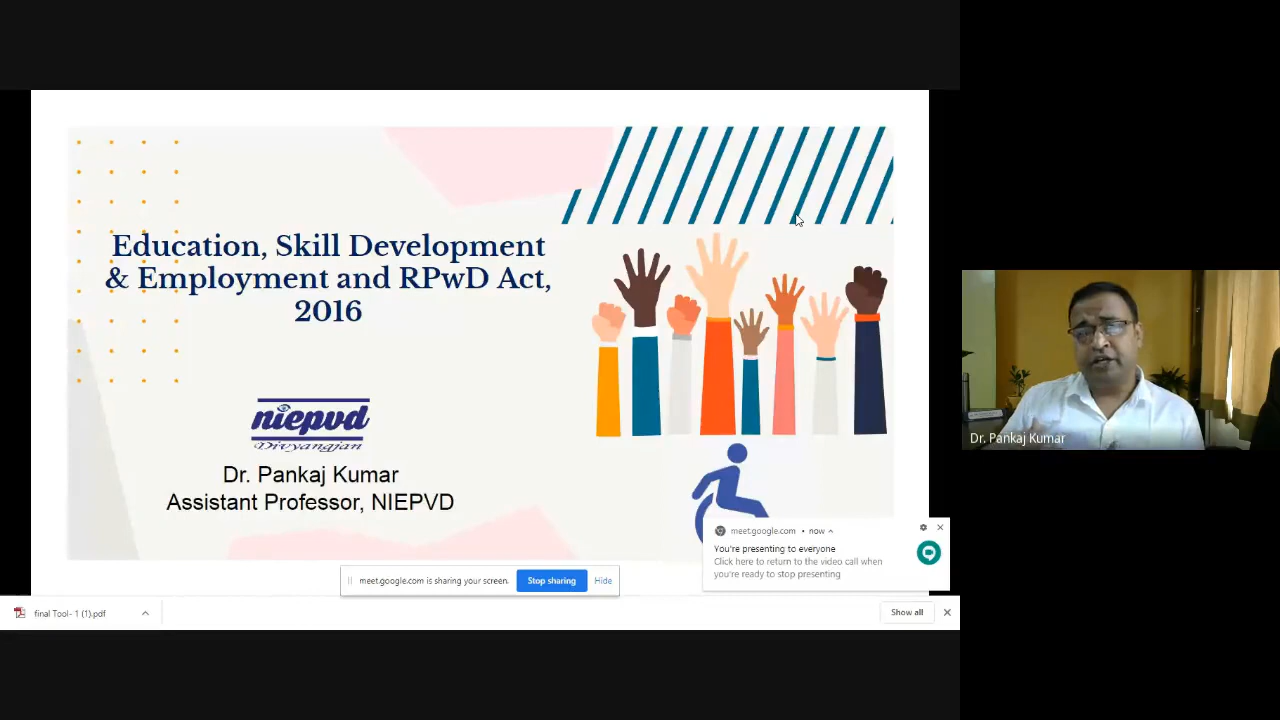 Education, Skill Development
& Employment and RPwD Act,
2016
niepvd
Divyangjan
Dr. Pankaj Kumar
Assistant Professor, NIEPVD
meet.google.com • now
You're presenting to everyone
Click here to return to the video call when
you're ready to stop presenting
meet.google.com is sharing your screen.
Stop sharing
Hide
final Tool- 1 (1).pdf
Show all
Dr. Pankaj Kumar